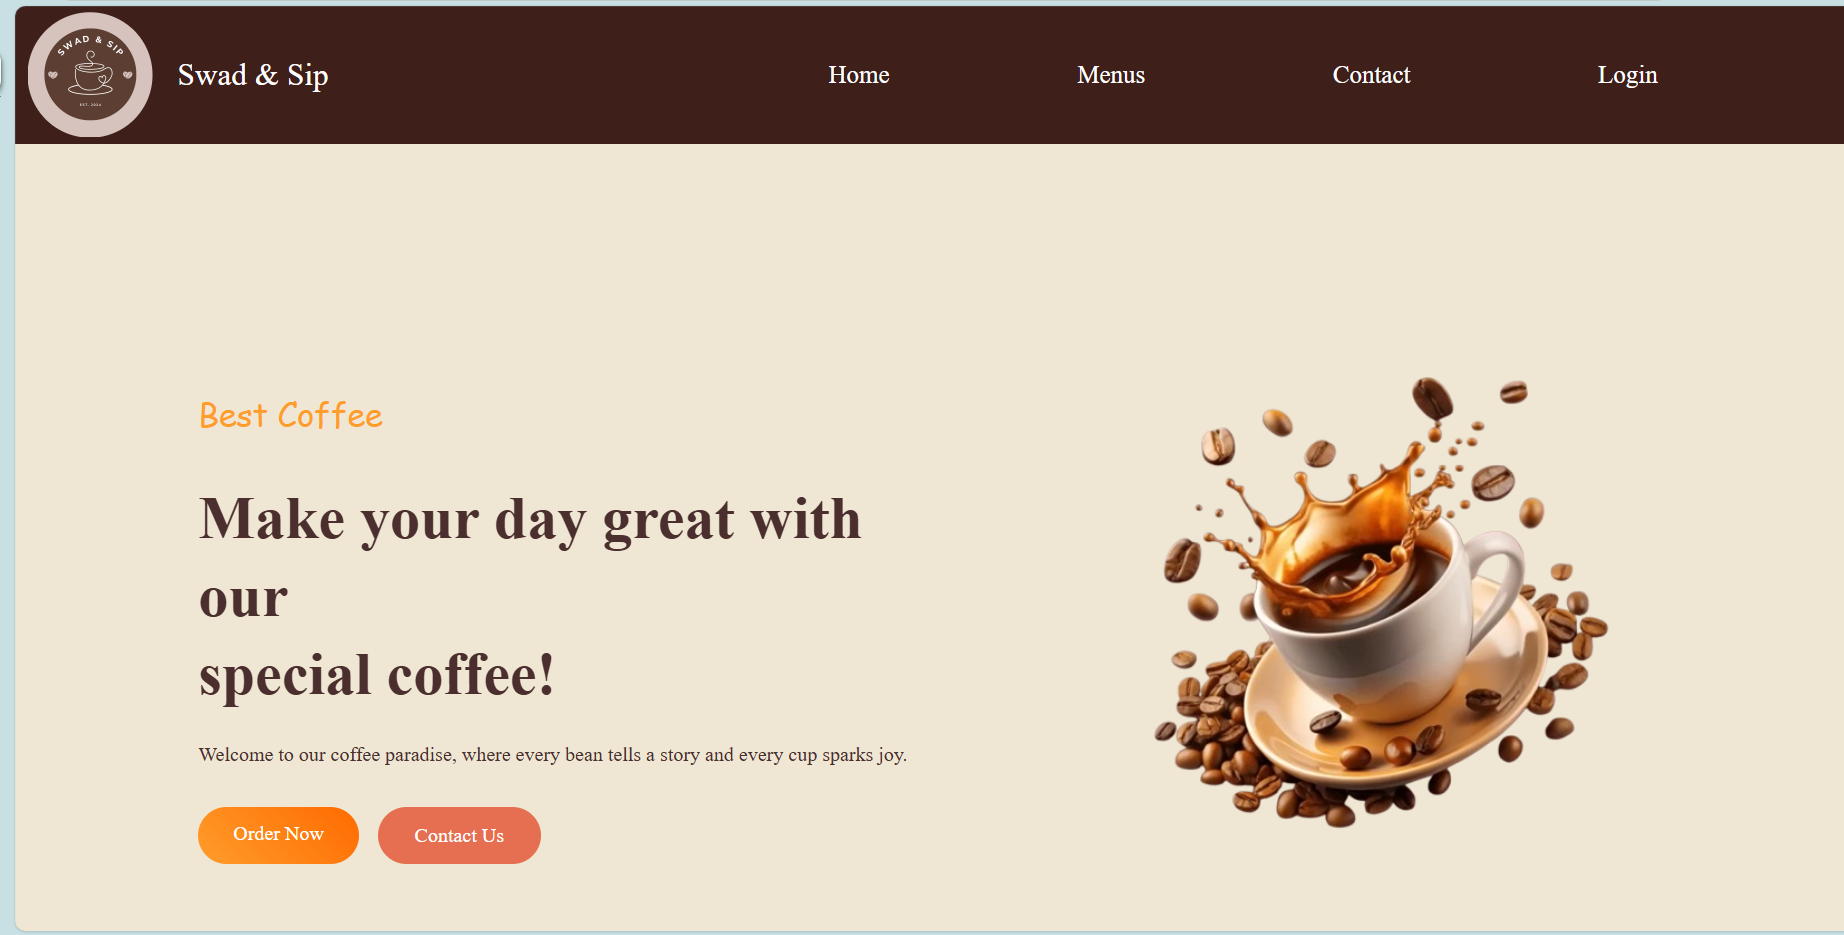 SWAD & SIP
EST. 2024
Swad & Sip
Home
Menus
Contact
Login
Best Coffee
Make your day great with
our
special coffee!
Welcome to our coffee paradise, where every bean tells a story and every cup sparks joy.
Order Now
Contact Us